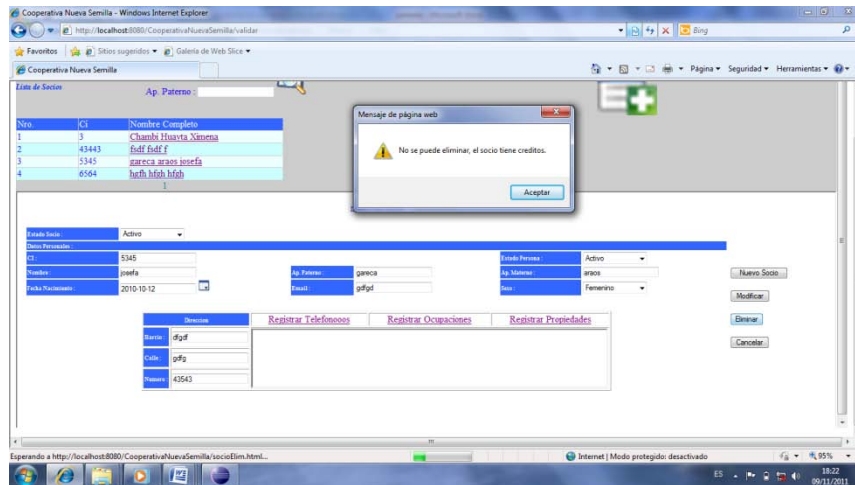 Cooperativa Nueva Semilla - Windows Internet Explorer
http://localhost:8080/CooperativaNuevaSemilla/validar
Bing
Favoritos Sitios sugeridos Galería de Web Slice
Cooperativa Nueva Semilla
Página Seguridad Herramientas
Lista de Socios
Ap. Paterno :
Mensaje de página web
No se puede eliminar, el socio tiene creditos.
Aceptar
Nro. Ci Nombre Completo
1 3 Chambi Huayta Ximena
2 43443 fsdf fsdf f
3 5345 gareca araos josefa
4 6564 hgfh hfgh hfgh
1
Estado Socio : Activo
Datos Personales :
CI : 5345 Estado Persona : Activo
Nombre : josefa Ap. Paterno : gareca Ap. Materno : araos Nuevo Socio
Fecha Nacimiento : 2010-10-12 Email : gdfgd Sexo : Femenino
Modificar
Direccion Registrar Telefonooos Registrar Ocupaciones Registrar Propiedades Eliminar
Barrio : dfgdf
Cancelar
Calle : gdfg
Numero : 43543
Esperando a http://localhost:8080/CooperativaNuevaSemilla/socioElim.html...
Internet | Modo protegido: desactivado 95%
ES 18:22
09/11/2011